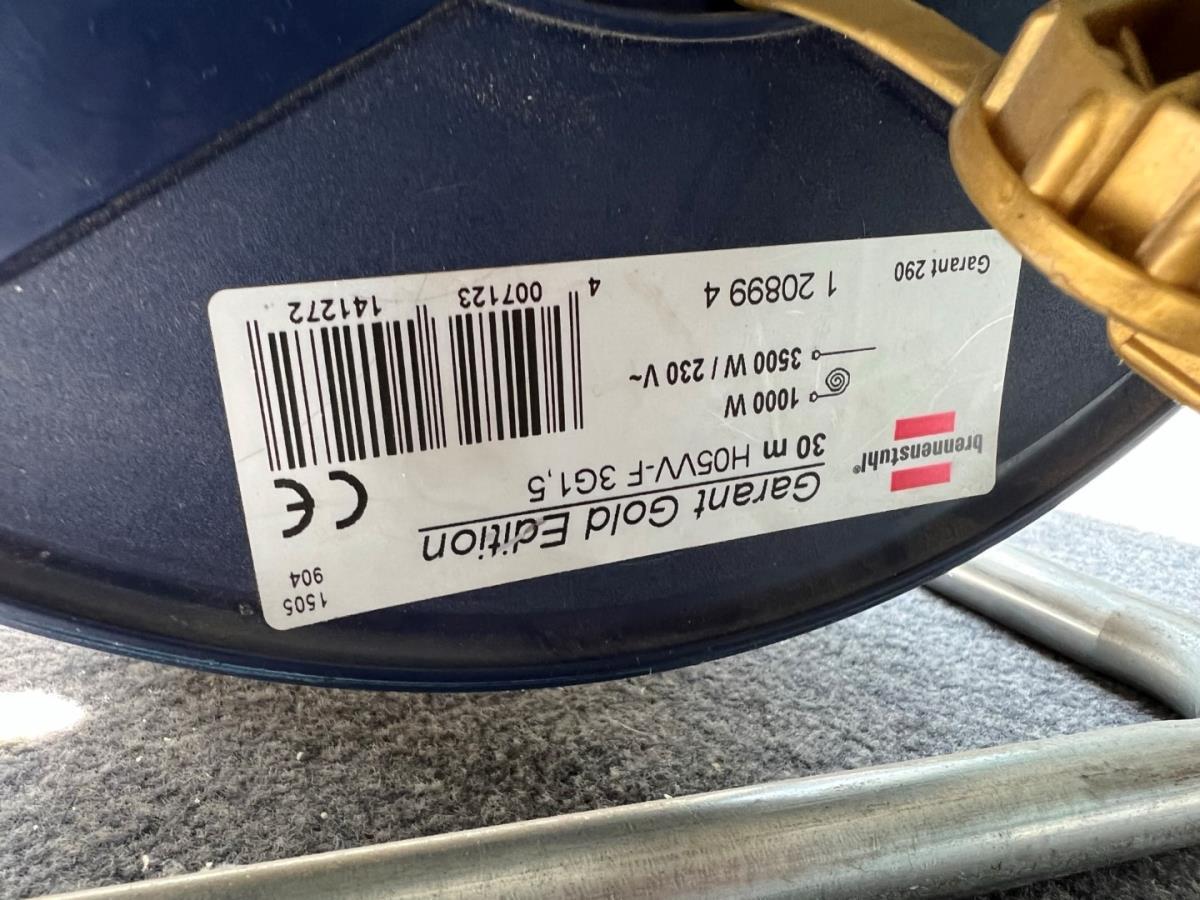 1505
904
Garant Gold Edition
30 m H05VV-F 3G1,5
1000 W
3500 W / 230 V~
brennenstuhl®
1 20899 4
Garant 290
4 007123 141272
CE